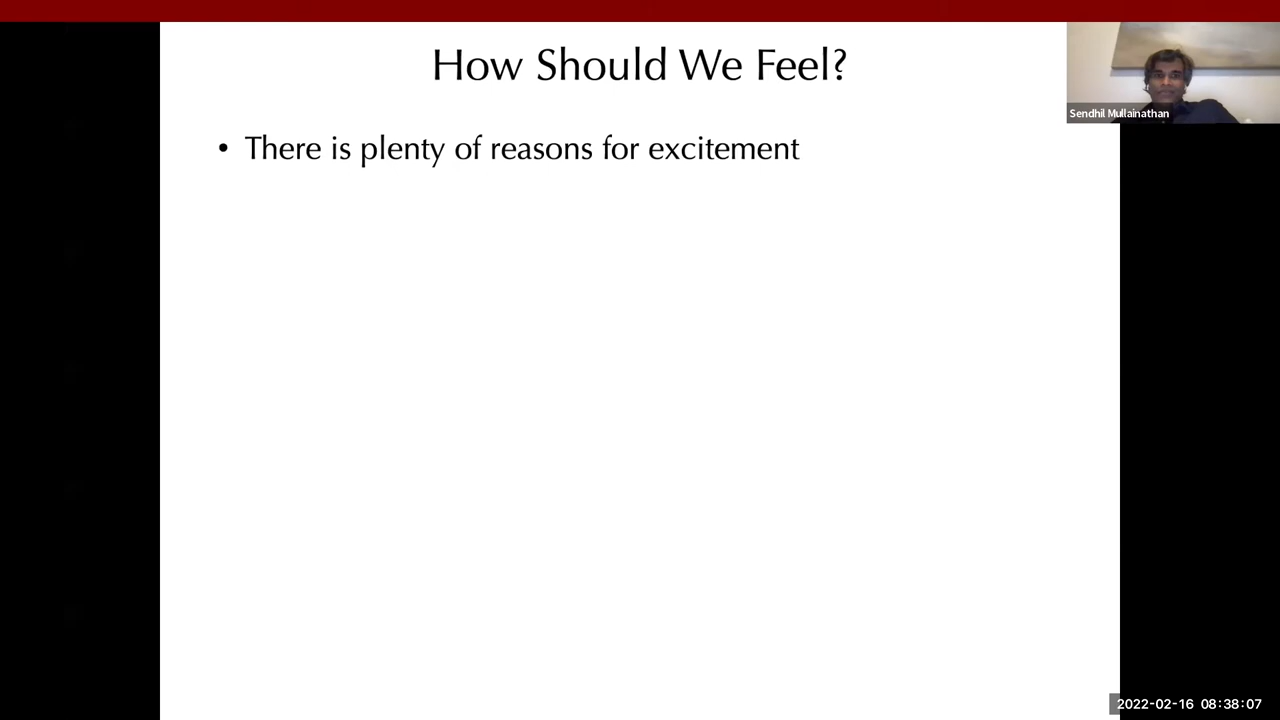 How Should We Feel?
Sendhil Mullainathan
• There is plenty of reasons for excitement
2022-02-16 08:38:07